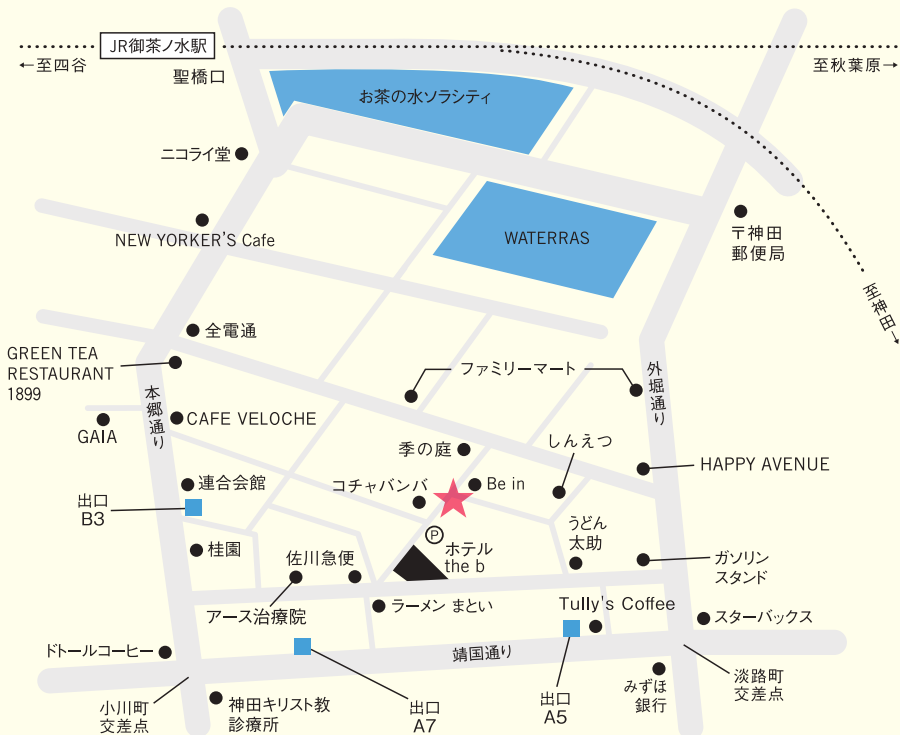 JR御茶ノ水駅
←至四谷
至秋葉原→
聖橋口
お茶の水ソラシティ
ニコライ堂
NEW YORKER'S Cafe
WATERRAS
〒神田
郵便局
至神田→
全電通
GREEN TEA
RESTAURANT
1899
本郷通り
ファミリーマート
外堀通り
CAFE VELOCHE
GAIA
季の庭
しんえつ
HAPPY AVENUE
連合会館
コチャバンバ
Be in
出口
B3
P
うどん
太助
桂園
佐川急便
ホテル
the b
ガソリン
スタンド
アース治療院
ラーメン まとい
Tully's Coffee
スターバックス
ドトールコーヒー
靖国通り
小川町
交差点
神田キリスト教
診療所
出口
A7
出口
A5
みずほ
銀行
淡路町
交差点